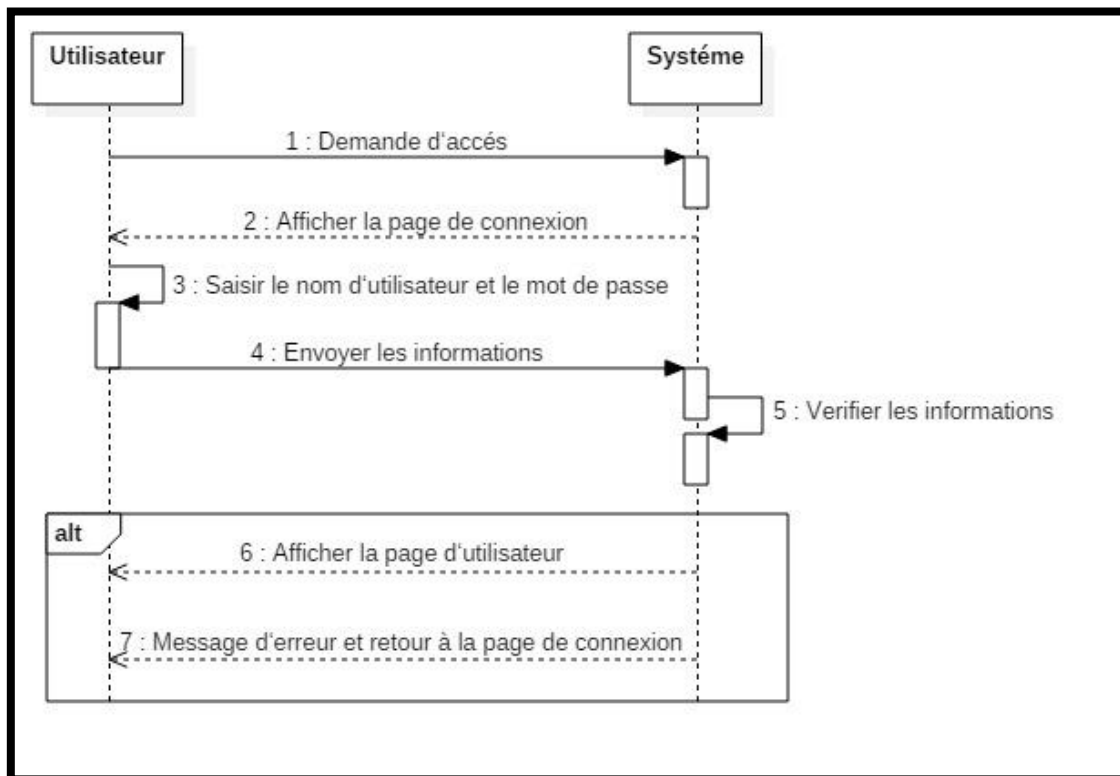 Utilisateur
Systéme
1 : Demande d‘accés
2 : Afficher la page de connexion
3 : Saisir le nom d‘utilisateur et le mot de passe
4 : Envoyer les informations
5 : Verifier les informations
alt
6 : Afficher la page d‘utilisateur
7 : Message d‘erreur et retour à la page de connexion